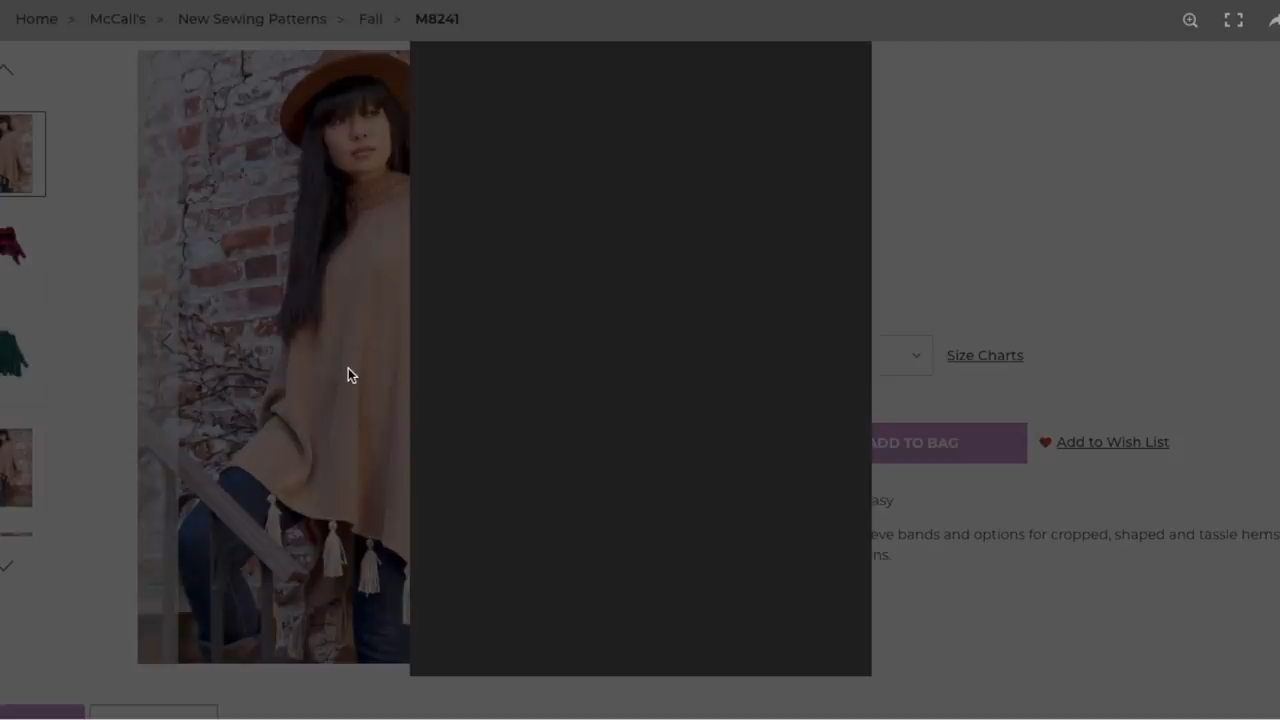 Home > McCall's > New Sewing Patterns > Fall > M8241
Size Charts
ADD TO BAG
Add to Wish List
asy
eve bands and options for cropped, shaped and tassle hems
ns.